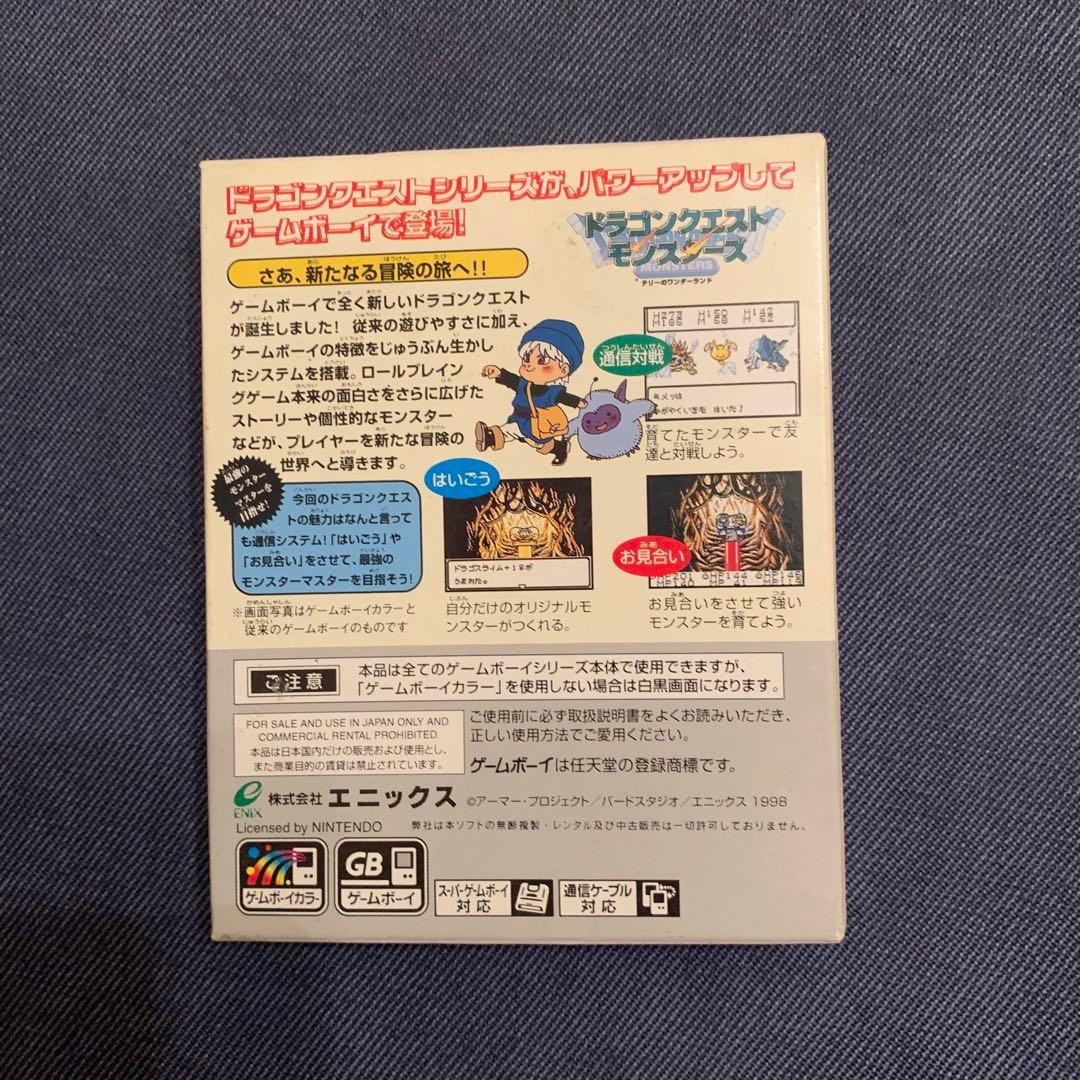 ドラゴンクエストシリーズが、パワーアップして
ゲームボーイで登場!
ドラゴンクエスト
モンスターズ
MONSTERS
テリーのワンダーランド
さあ、新たなる冒険の旅へ!!
ゲームボーイで全く新しいドラゴンクエスト
が誕生しました! 従来の遊びやすさに加え、
ゲームボーイの特徴をじゅうぶん生かし
たシステムを搭載。ロールプレイン
グゲーム本来の面白さをさらに広げた
ストーリーや個性的なモンスター
などが、プレイヤーを新たな冒険の
世界へと導きます。
最強の
モンスター
マスターを
目指せ!
今回のドラゴンクエス
トの魅力はなんと言って
も通信システム!「はいごう」や
「お見合い」をさせて、最強の
モンスターマスターを目指そう!
※画面写真はゲームボーイカラーと
従来のゲームボーイのものです
通信対戦
育てたモンスターで友
達と対戦しよう。
はいごう
ドラゴスライム+1タが
うまれた。
自分だけのオリジナルモ
ンスターがつくれる。
お見合い
お見合いをさせて強い
モンスターを育てよう。
ご注意
本品は全てのゲームボーイシリーズ本体で使用できますが、
「ゲームボーイカラー」を使用しない場合は白黒画面になります。
FOR SALE AND USE IN JAPAN ONLY AND
COMMERCIAL RENTAL PROHIBITED.
本品は日本国内だけの販売および使用とし、
また商業目的の賃貸は禁止されています。
ご使用前に必ず取扱説明書をよくお読みいただき、
正しい使用方法でご愛用ください。
ゲームボーイは任天堂の登録商標です。
ENIX
株式会社 エニックス ©アーマー・プロジェクト/バードスタジオ/エニックス 1998
Licensed by NINTENDO 弊社は本ソフトの無断複製・レンタル及び中古販売は一切許可しておりません。
ゲームボーイカラー
GB
ゲームボーイ
スーパーゲームボーイ
対応
通信ケーブル
対応